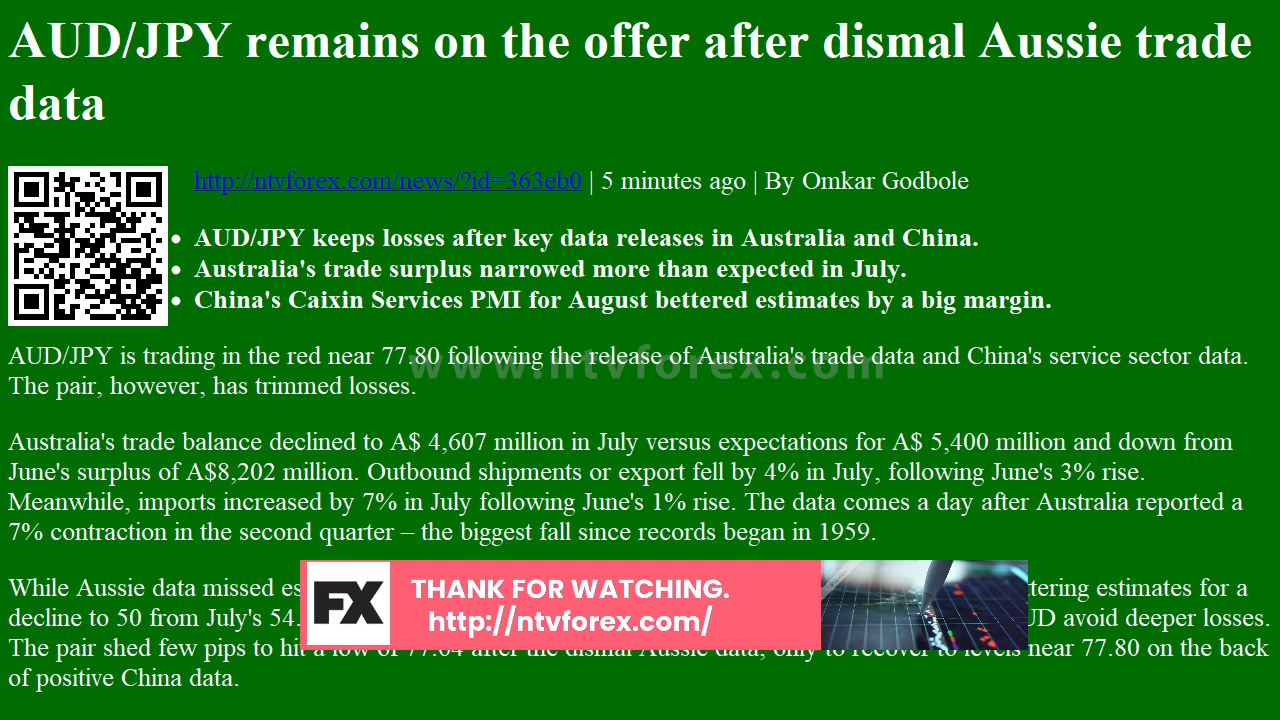 AUD/JPY remains on the offer after dismal Aussie trade
data
http://ntvforex.com/news/?id=363eb0 | 5 minutes ago | By Omkar Godbole
• AUD/JPY keeps losses after key data releases in Australia and China.
• Australia's trade surplus narrowed more than expected in July.
• China's Caixin Services PMI for August bettered estimates by a big margin.
AUD/JPY is trading in the red near 77.80 following the release of Australia's trade data and China's service sector data.
www.ntvforex.com
The pair, however, has trimmed losses.
Australia's trade balance declined to A$ 4,607 million in July versus expectations for A$ 5,400 million and down from
June's surplus of A$8,202 million. Outbound shipments or export fell by 4% in July, following June's 3% rise.
Meanwhile, imports increased by 7% in July following June's 1% rise. The data comes a day after Australia reported a
7% contraction in the second quarter – the biggest fall since records began in 1959.
While Aussie data missed estimates for a
decline to 50 from July's 54. avoid deeper losses.
The pair shed few pips to hit a low of 77.64 after the dismal Aussie data, only to recover to levels near 77.80 on the back
of positive China data.
FX
THANK FOR WATCHING.
http://ntvforex.com/